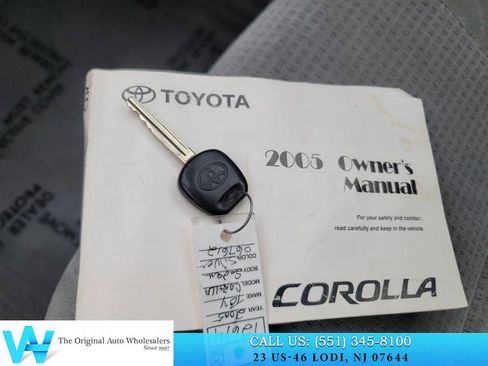 TOYOTA
2005 Owner's
Manual
For your safety and comfort,
read carefully and keep in the vehicle.
COROLLA
YEAR 2005
MAKE TOY
MODEL COROLLA
BODY Sedan
COLOR Silver
The Original Auto Wholesalers
Since 1997
CALL US: (551) 345-8100
23 US-46 LODI, NJ 07644